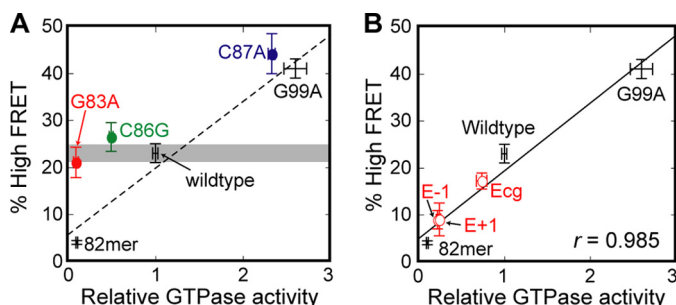 A
% High FRET
50
40
30
20
10
0
0
1
2
3
C87A
G99A
G83A
C86G
wildtype
82mer
Relative GTPase activity
B
% High FRET
50
40
30
20
10
0
0
1
2
3
G99A
Wildtype
Ecg
E-1
E+1
82mer
r = 0.985
Relative GTPase activity